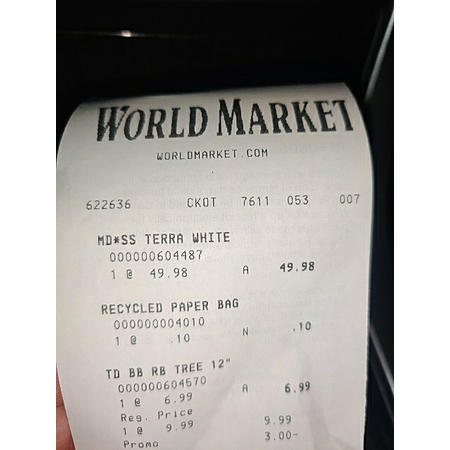 WORLD MARKET
WORLDMARKET.COM
622636 CKOT 7611 053 007
MD*SS TERRA WHITE
000000604487
1 @ 49.98 A 49.98
RECYCLED PAPER BAG
000000004010
1 @ .10 N .10
TD BB RB TREE 12"
000000604570
1 @ 6.99 A 6.99
Reg. Price
1 @ 9.99 9.99
Promo 3.00-